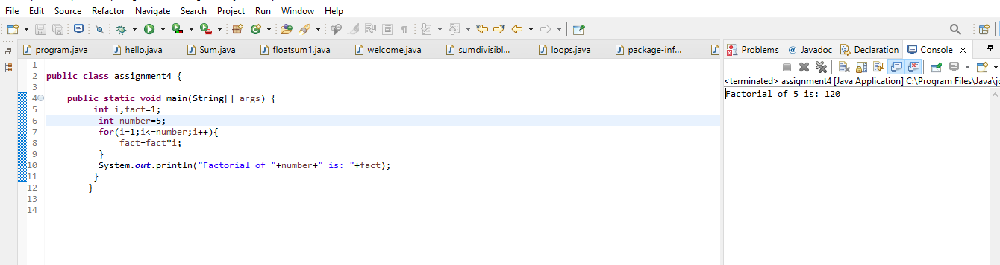 File Edit Source Refactor Navigate Search Project Run Window Help
program.java hello.java Sum.java floatsum1.java welcome.java sumdivisibl... loops.java package-inf...
Problems @ Javadoc Declaration Console
<terminated> assignment4 [Java Application] C:\Program Files\Java\
Factorial of 5 is: 120
1
2 public class assignment4 {
3
4 public static void main(String[] args) {
5 int i,fact=1;
6 int number=5;
7 for(i=1;i<=number;i++){
8 fact=fact*i;
9 }
10 System.out.println("Factorial of "+number+" is: "+fact);
11 }
12 }
13
14